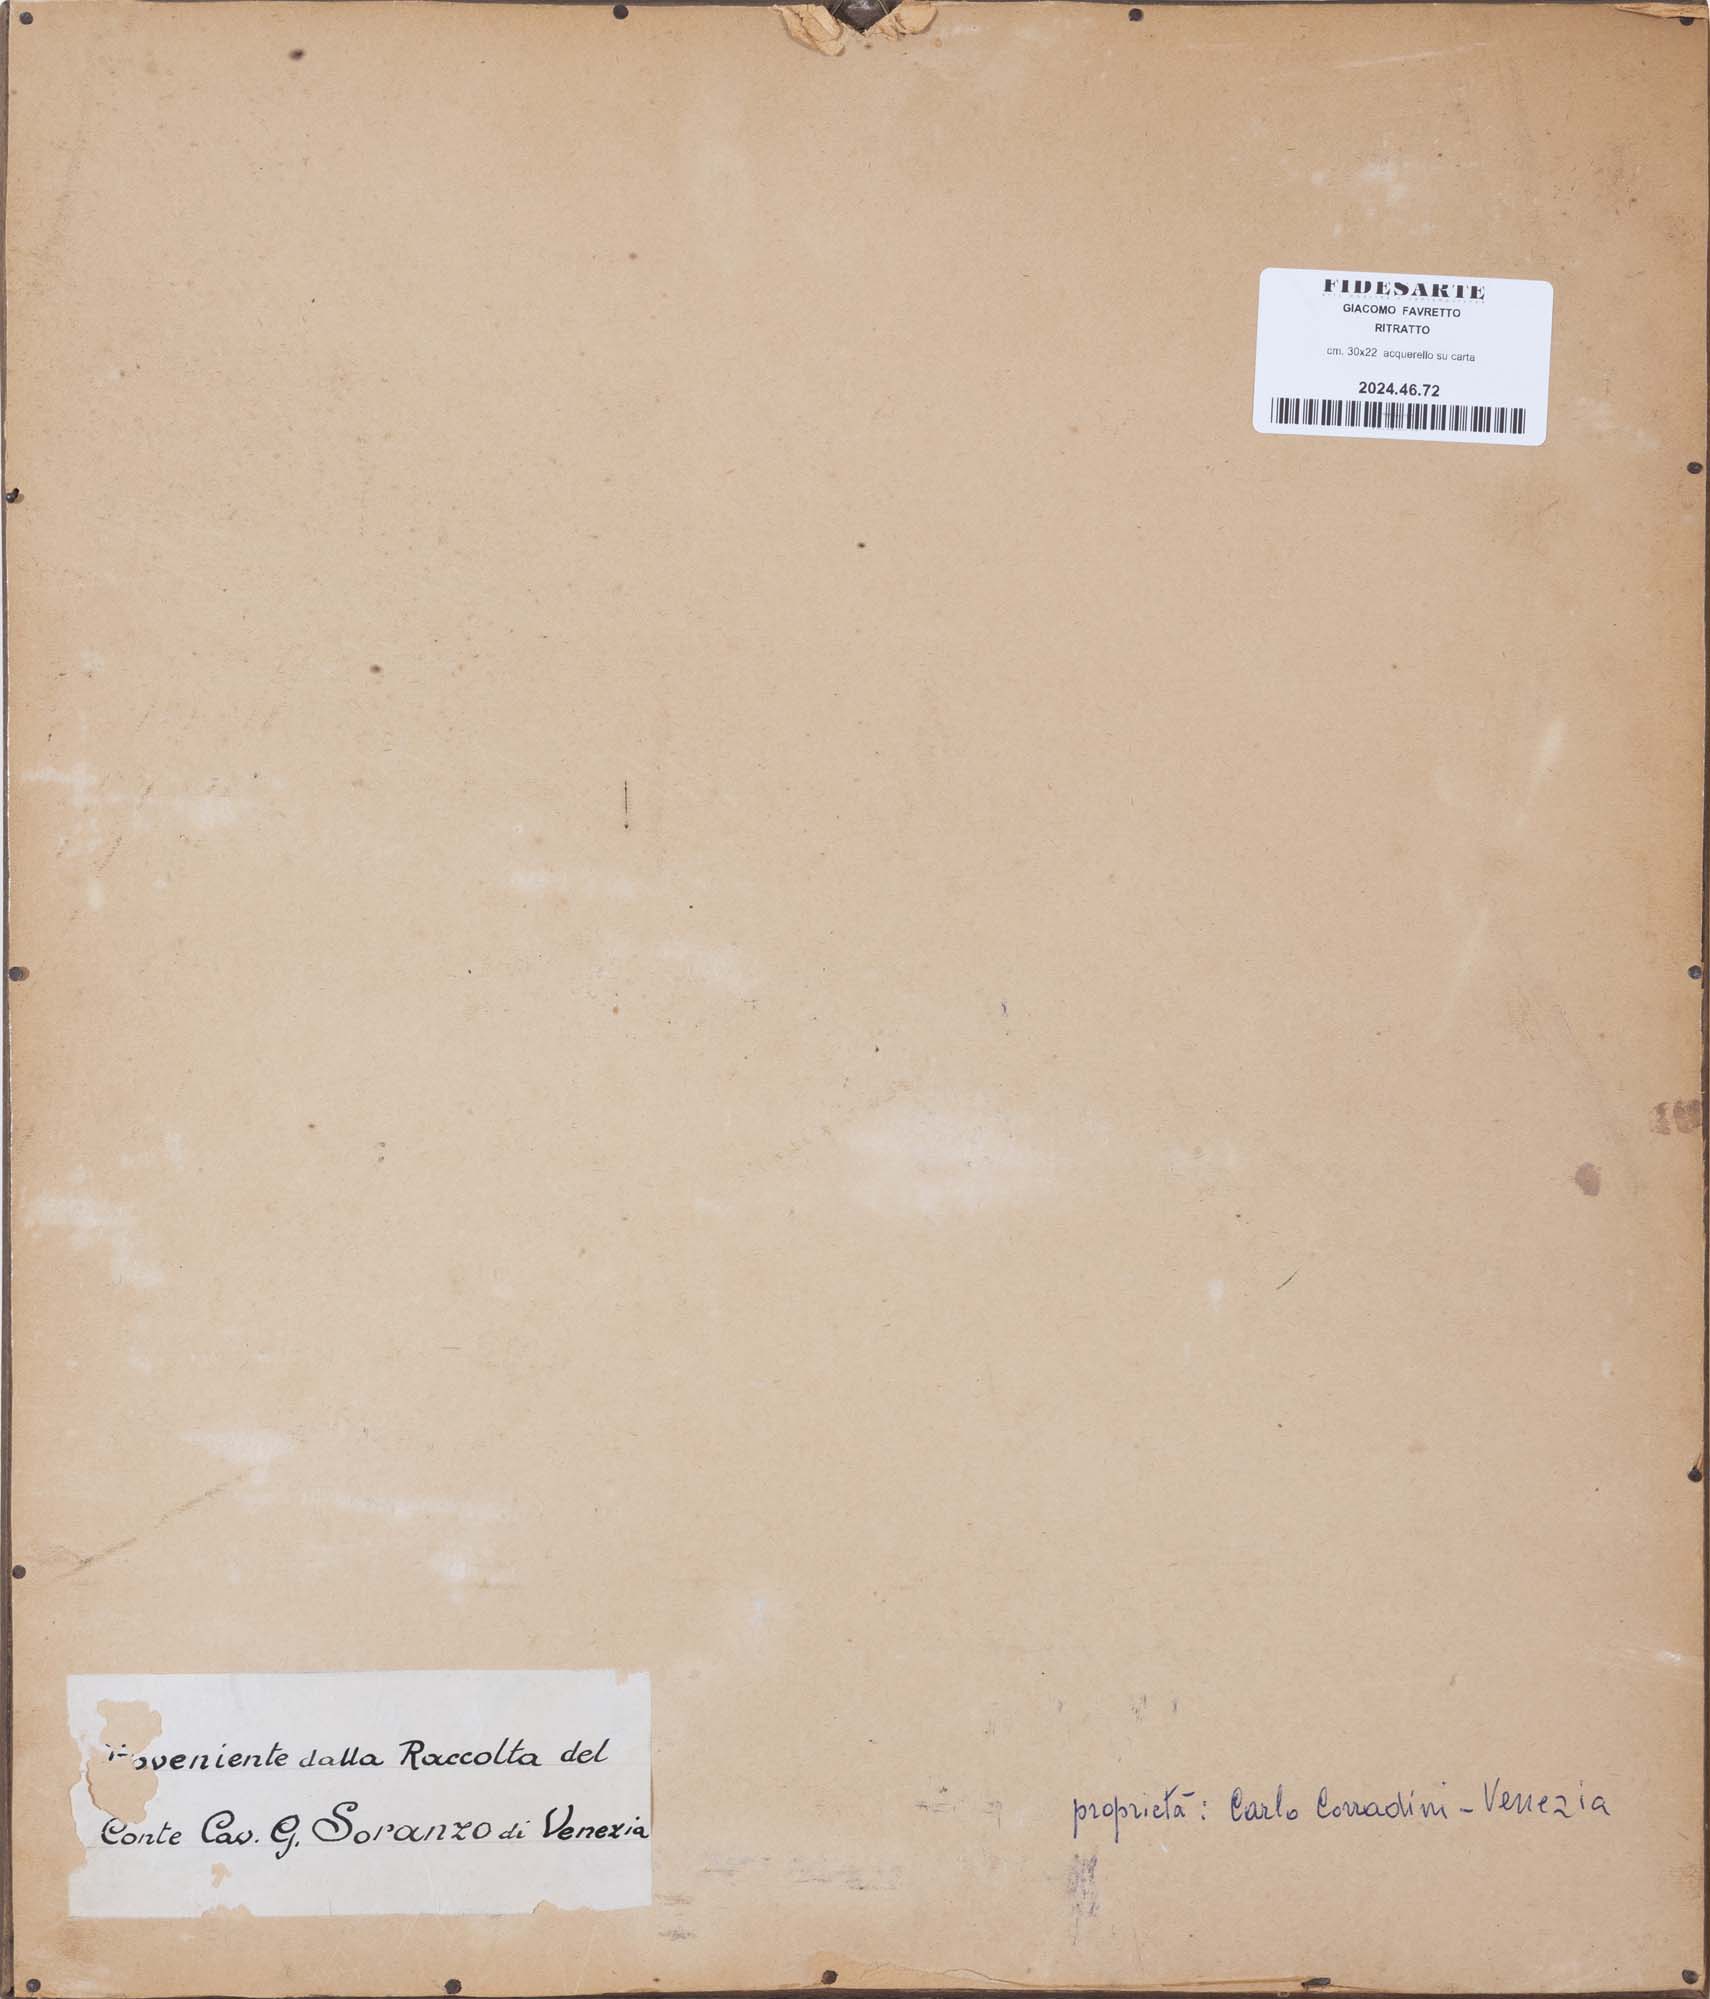 FIDESARTE
GIACOMO FAVRETTO
RITRATTO
cm. 30x22 acquerello su carta
2024.46.72
oveniente dalla Raccolta del
Conte Cav. G. Soranzo di Venezia
proprietà: Carlo Corradini - Venezia